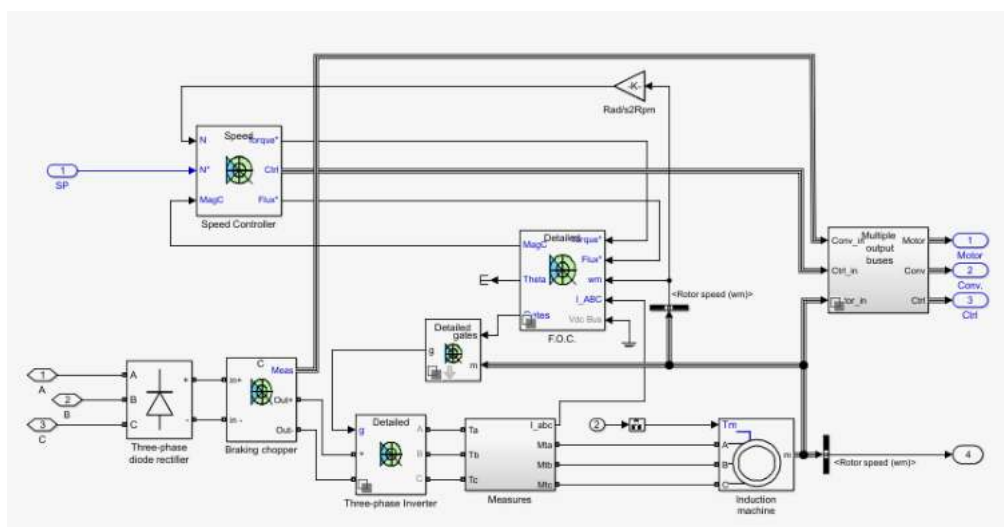 -K-
Rad/s2Rpm
N
Speed
Torque*
1
SP
N*
Ctrl
MagC
Flux*
Speed Controller
MagC
Detailed
Torque*
Flux*
Theta
wm
I_ABC
Gates
Vdc Bus
F.O.C.
<Rotor speed (wm)>
Conv_in
Multiple
output
buses
Motor
1
Motor
Ctrl_in
Conv
2
Conv.
Ctrl
3
Ctrl
Detailed
gates
g
m
1
A
2
B
3
C
A
B
C
+
-
Three-phase
diode rectifier
C
Meas
in+
Out+
in -
Out-
Braking chopper
Detailed
g
+
-
A
B
C
Three-phase Inverter
Ta
Tb
Tc
I_abc
Mta
Mtb
Mtc
Measures
2
Tm
A
B
C
m
Induction
machine
<Rotor speed (wm)>
4